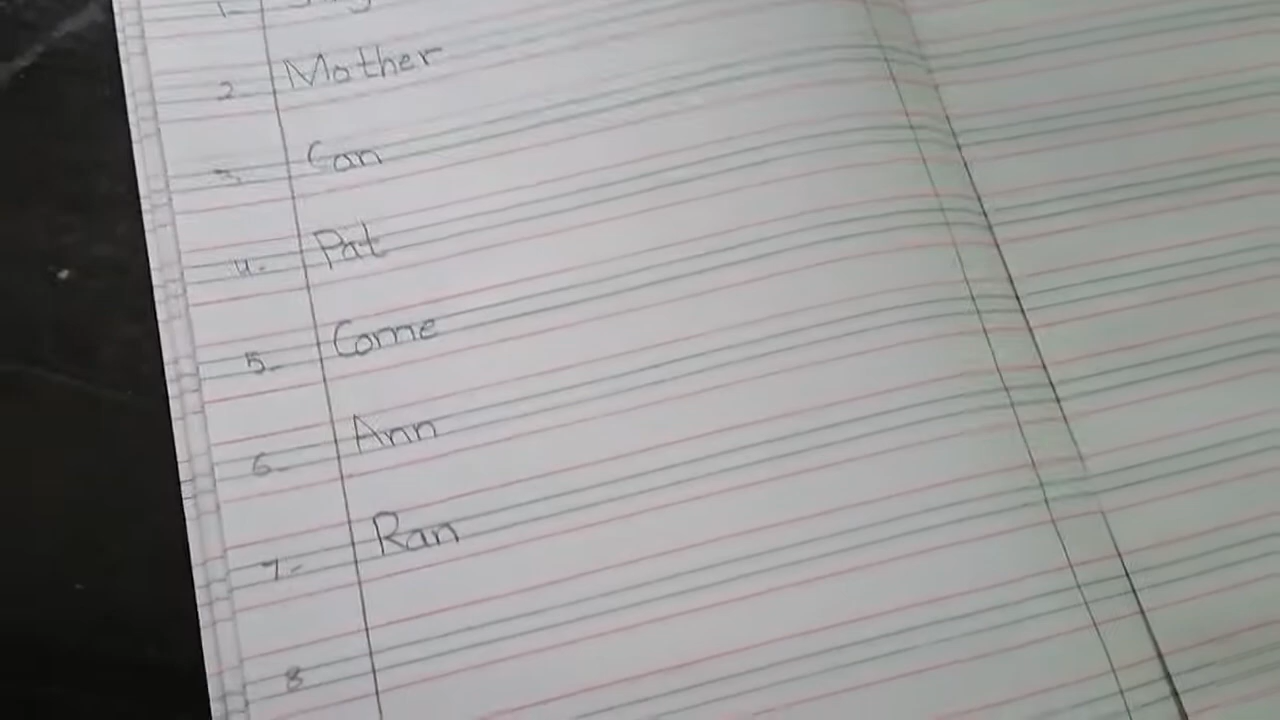 2- Mother
3- Can
4- Pat
5- Come
6- Ann
7- Ran
8